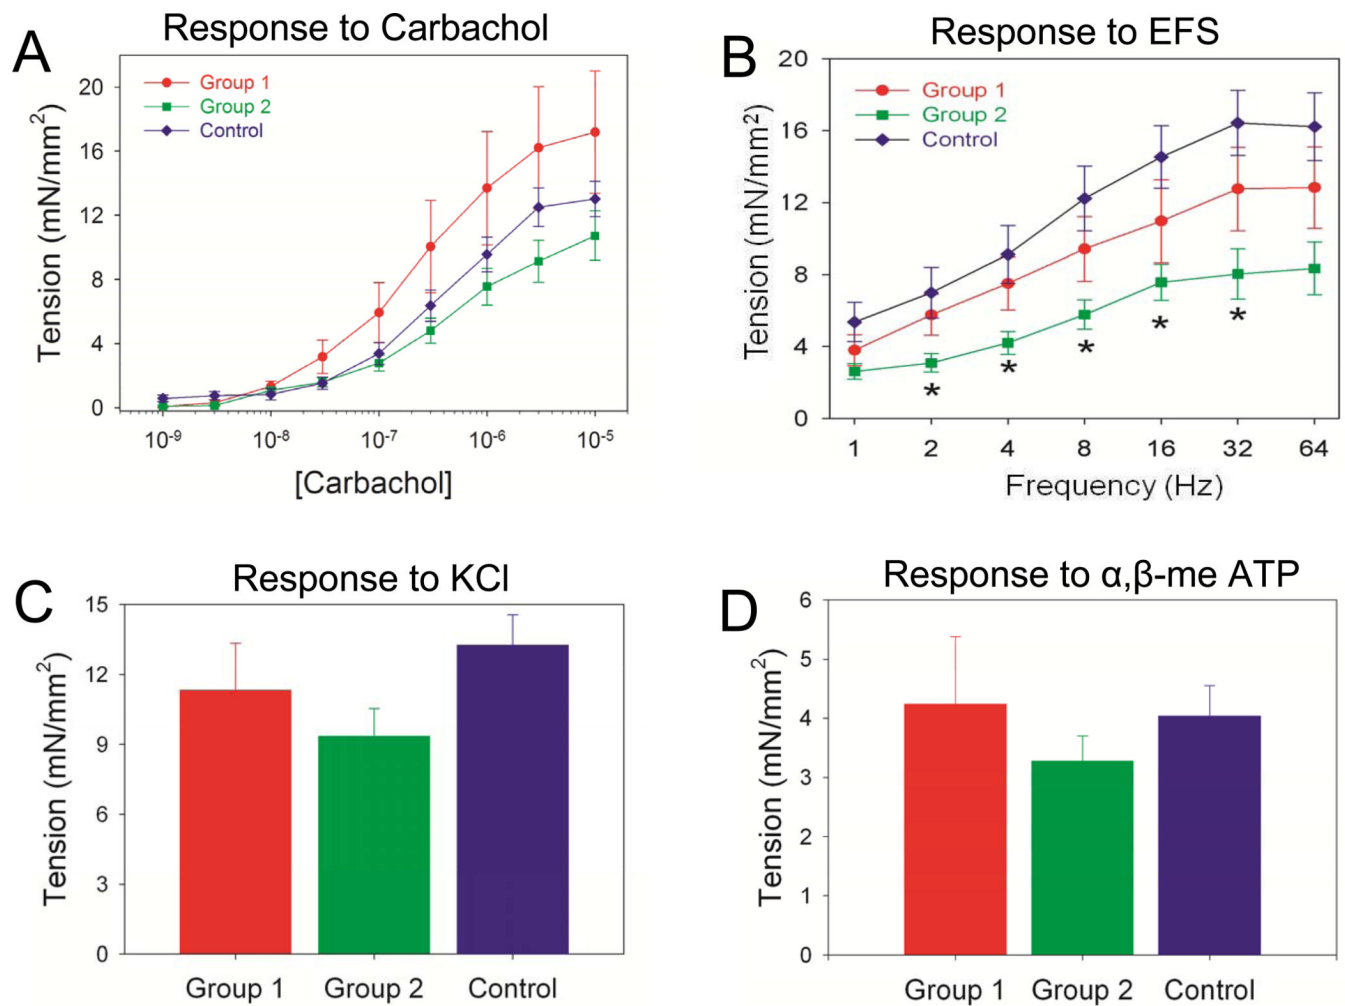 A
Response to Carbachol
Tension (mN/mm²)
20
16
12
8
4
0
Group 1
Group 2
Control
10⁻⁹ 10⁻⁸ 10⁻⁷ 10⁻⁶ 10⁻⁵
[Carbachol]
B
Response to EFS
Tension (mN/mm²)
20
16
12
8
4
0
Group 1
Group 2
Control
* * * * *
1 2 4 8 16 32 64
Frequency (Hz)
C
Response to KCl
Tension (mN/mm²)
15
12
9
6
3
0
Group 1 Group 2 Control
D
Response to α,β-me ATP
Tension (mN/mm²)
6
5
4
3
2
1
0
Group 1 Group 2 Control